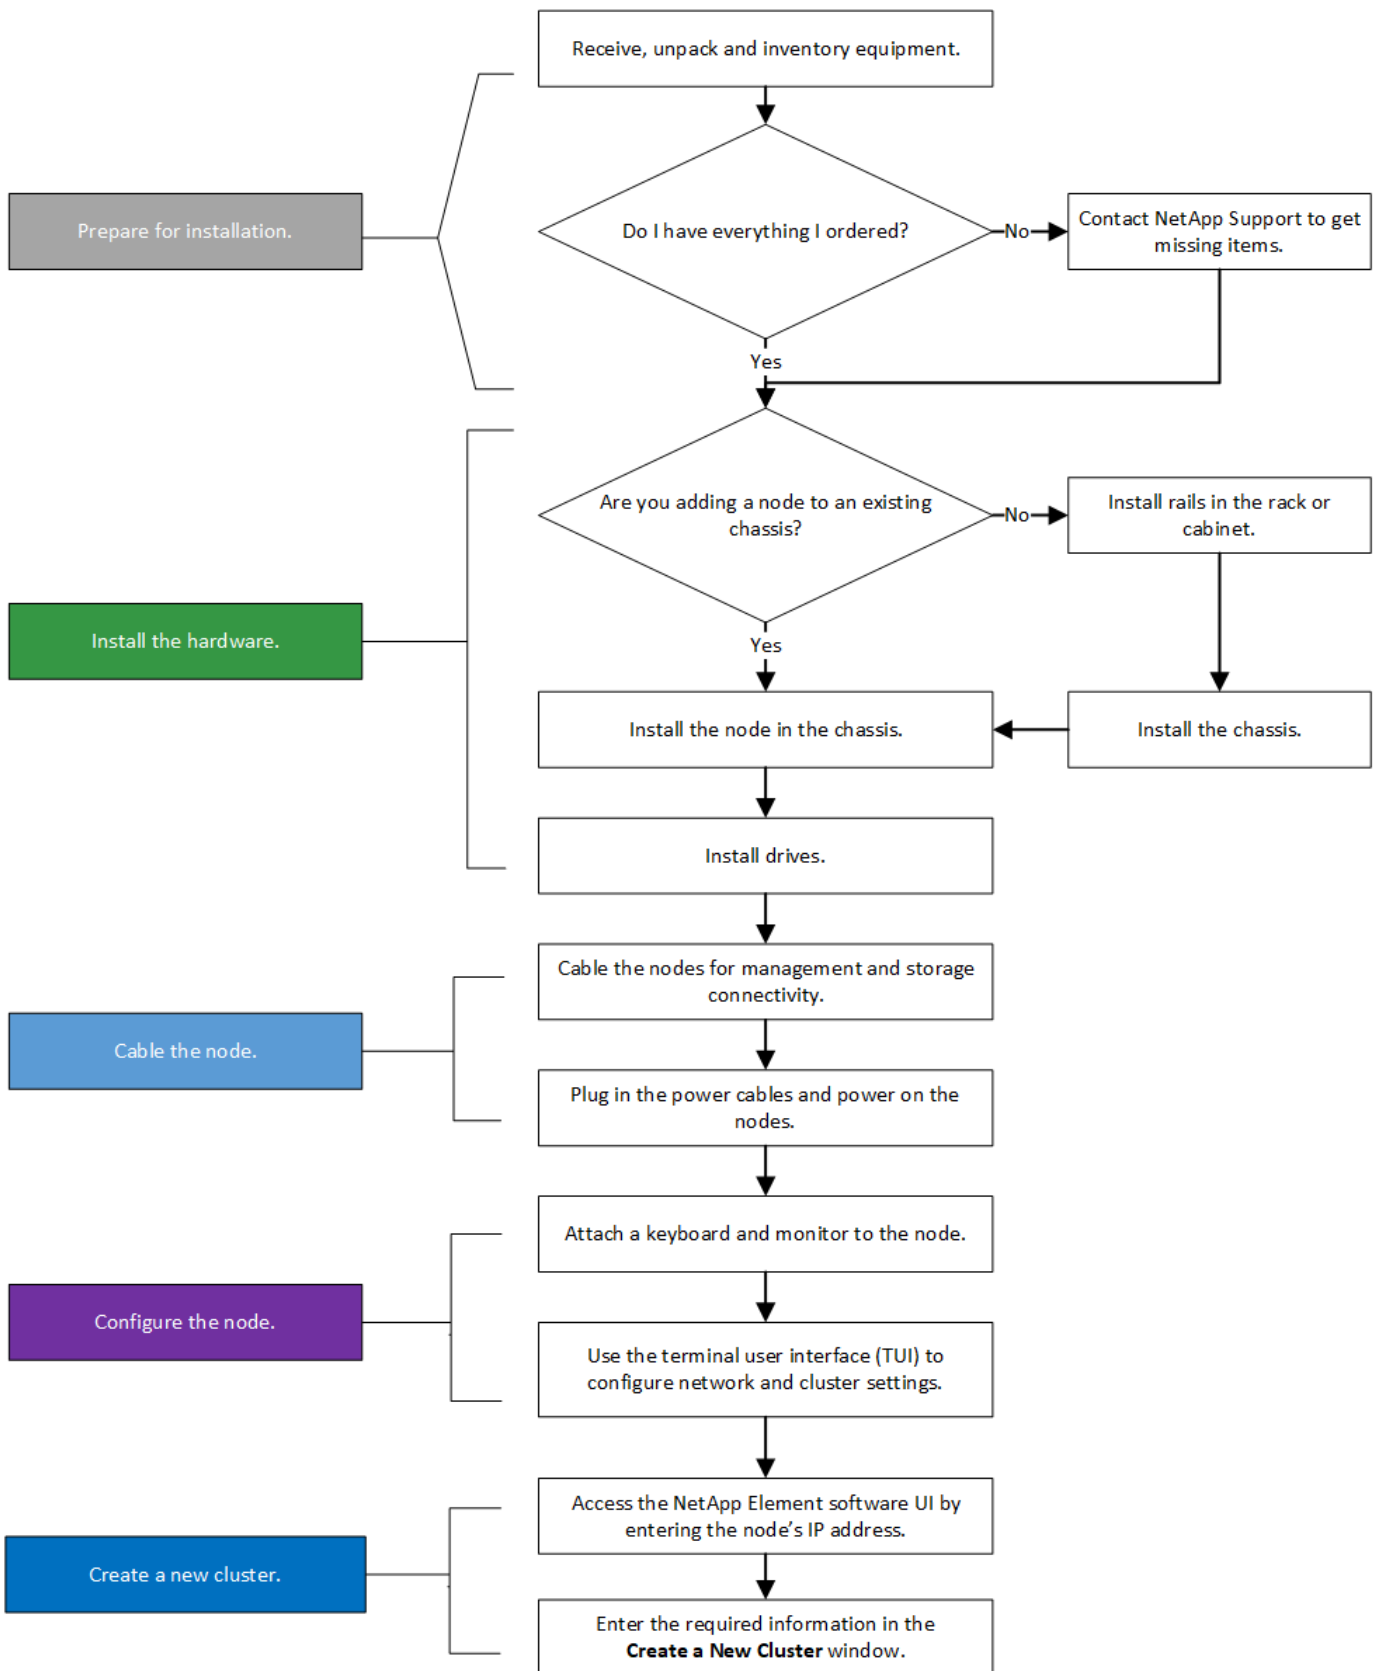 Receive, unpack and inventory equipment.
Prepare for installation.
Do I have everything I ordered?
No
Contact NetApp Support to get
missing items.
Yes
Are you adding a node to an existing
chassis?
No
Install rails in the rack or
cabinet.
Install the hardware.
Yes
Install the node in the chassis.
Install the chassis.
Install drives.
Cable the node.
Cable the nodes for management and storage
connectivity.
Plug in the power cables and power on the
nodes.
Configure the node.
Attach a keyboard and monitor to the node.
Use the terminal user interface (TUI) to
configure network and cluster settings.
Create a new cluster.
Access the NetApp Element software UI by
entering the node’s IP address.
Enter the required information in the
Create a New Cluster window.